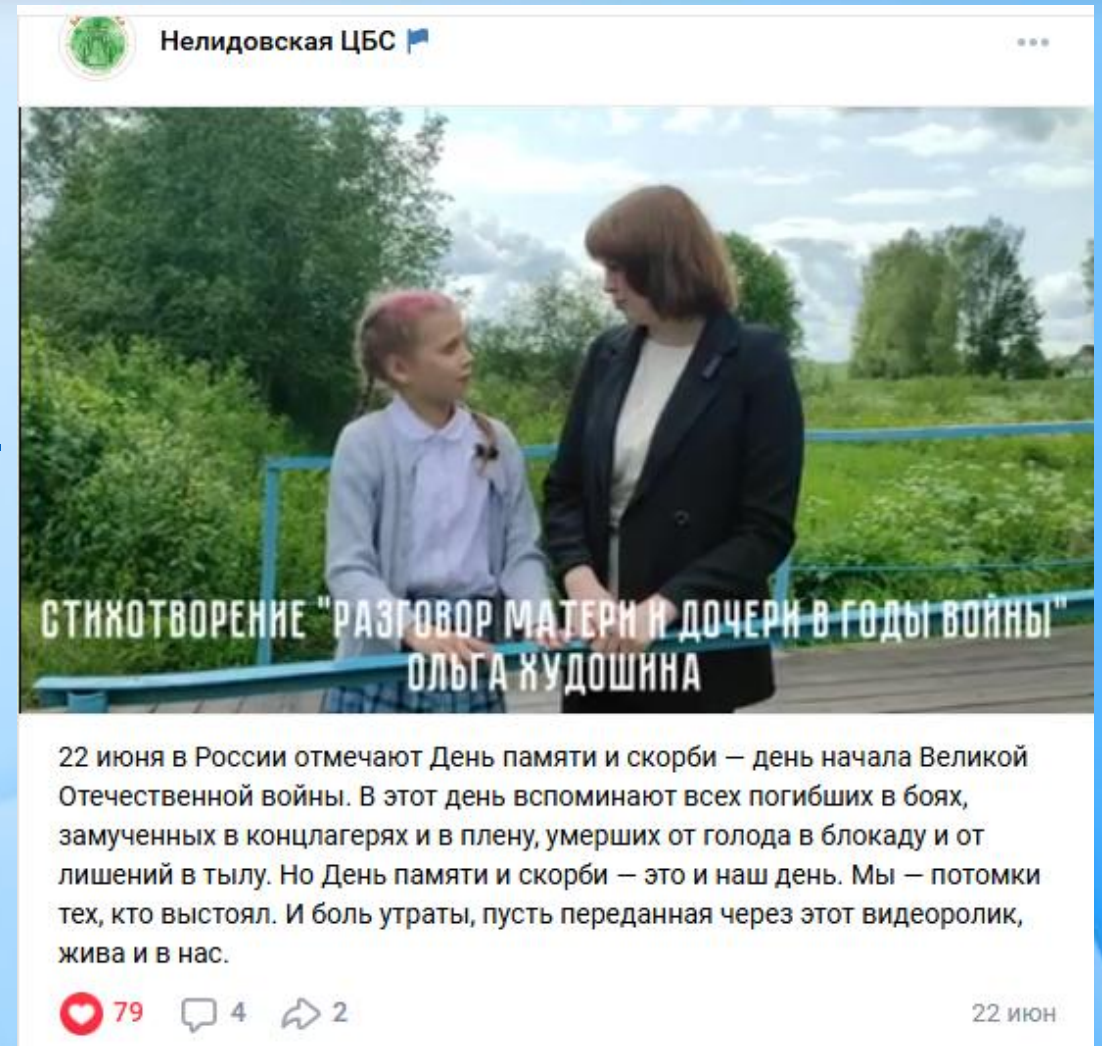 Нелидовская ЦБС
СТИХОТВОРЕНИЕ "РАЗГОВОР МАТЕРИ И ДОЧЕРИ В ГОДЫ ВОЙНЫ"
ОЛЬГА ХУДОШИНА
22 июня в России отмечают День памяти и скорби — день начала Великой
Отечественной войны. В этот день вспоминают всех погибших в боях,
замученных в концлагерях и в плену, умерших от голода в блокаду и от
лишений в тылу. Но День памяти и скорби — это и наш день. Мы — потомки
тех, кто выстоял. И боль утраты, пусть переданная через этот видеоролик,
жива и в нас.
79 4 2 22 июн